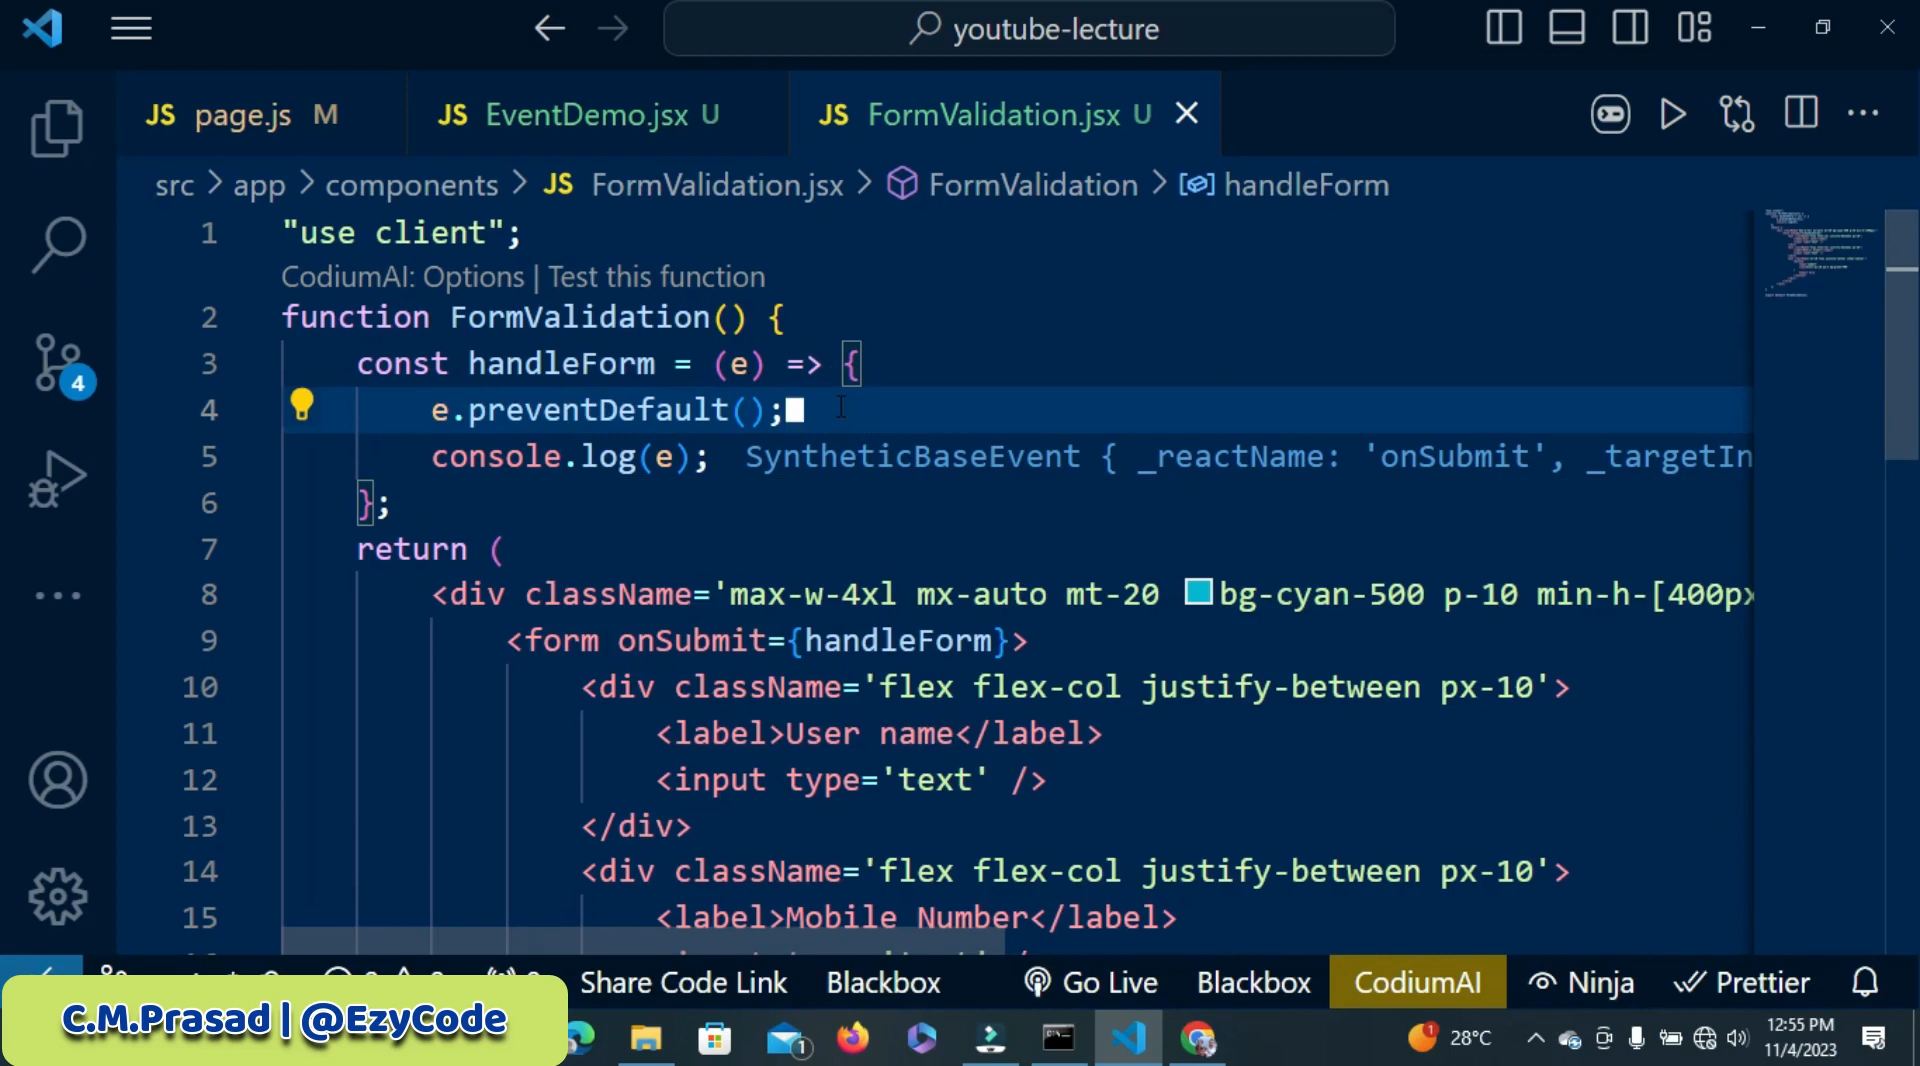 youtube-lecture
JS page.js M
JS EventDemo.jsx U
JS FormValidation.jsx U
src > app > components > JS FormValidation.jsx > FormValidation > handleForm
1 "use client";
CodiumAI: Options | Test this function
2 function FormValidation() {
3 const handleForm = (e) => {
4 e.preventDefault();
5 console.log(e); SyntheticBaseEvent { _reactName: 'onSubmit', _targetIn
6 };
7 return (
8 <div className='max-w-4xl mx-auto mt-20 bg-cyan-500 p-10 min-h-[400px
9 <form onSubmit={handleForm}>
10 <div className='flex flex-col justify-between px-10'>
11 <label>User name</label>
12 <input type='text' />
13 </div>
14 <div className='flex flex-col justify-between px-10'>
15 <label>Mobile Number</label>
4
Share Code Link Blackbox Go Live Blackbox CodiumAI Ninja Prettier
C.M.Prasad | @EzyCode
1
1
28°C
12:55 PM
11/4/2023